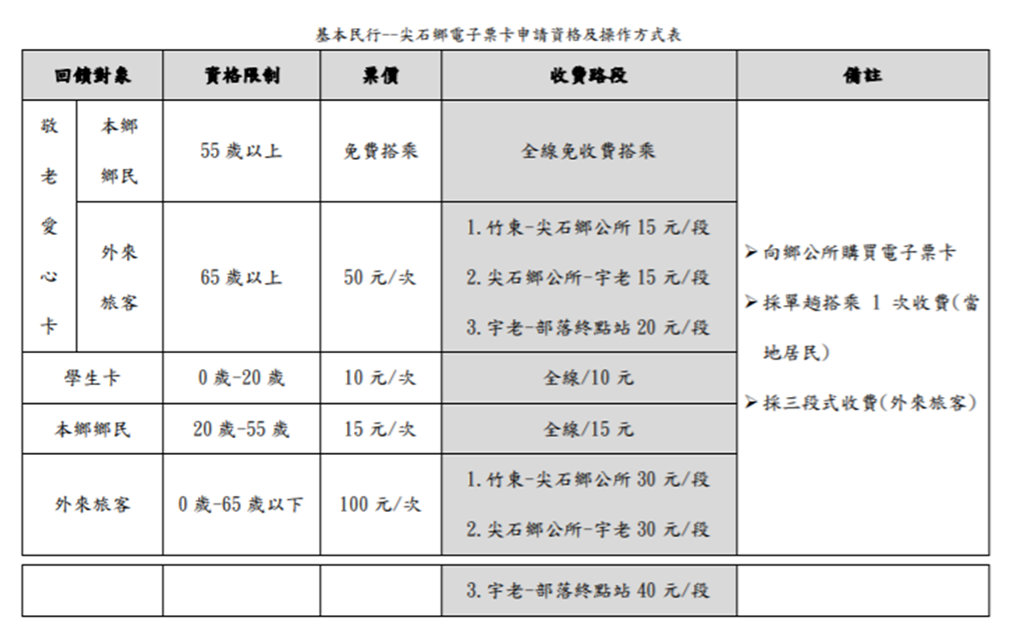 基本民行--尖石鄉電子票卡申請資格及操作方式表
回饋對象 資格限制 票價 收費路段 備註
敬老愛心卡 本鄉鄉民 55 歲以上 免費搭乘 全線免收費搭乘
外來旅客 65 歲以上 50 元/次
1.竹東-尖石鄉公所 15 元/段
2.尖石鄉公所-宇老 15 元/段
3.宇老-部落終點站 20 元/段
學生卡 0 歲-20 歲 10 元/次 全線/10 元
本鄉鄉民 20 歲-55 歲 15 元/次 全線/15 元
外來旅客 0 歲-65 歲以下 100 元/次
1.竹東-尖石鄉公所 30 元/段
2.尖石鄉公所-宇老 30 元/段
3.宇老-部落終點站 40 元/段
➢向鄉公所購買電子票卡
➢採單趟搭乘 1 次收費(當
地居民)
➢採三段式收費(外來旅客)